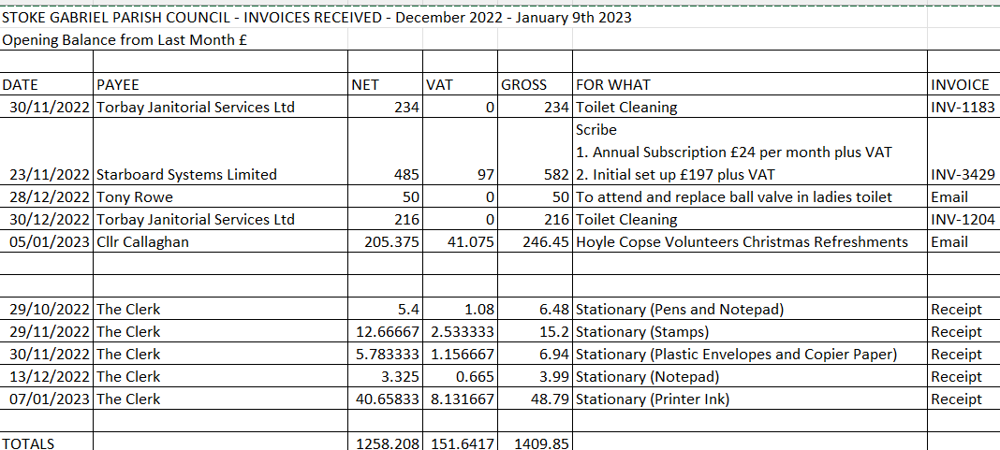 STOKE GABRIEL PARISH COUNCIL - INVOICES RECEIVED - December 2022 - January 9th 2023
Opening Balance from Last Month £
DATE PAYEE NET VAT GROSS FOR WHAT INVOICE
30/11/2022 Torbay Janitorial Services Ltd 234 0 234 Toilet Cleaning INV-1183
Scribe
1. Annual Subscription £24 per month plus VAT
23/11/2022 Starboard Systems Limited 485 97 582 2. Initial set up £197 plus VAT INV-3429
28/12/2022 Tony Rowe 50 0 50 To attend and replace ball valve in ladies toilet Email
30/12/2022 Torbay Janitorial Services Ltd 216 0 216 Toilet Cleaning INV-1204
05/01/2023 Cllr Callaghan 205.375 41.075 246.45 Hoyle Copse Volunteers Christmas Refreshments Email
29/10/2022 The Clerk 5.4 1.08 6.48 Stationary (Pens and Notepad) Receipt
29/11/2022 The Clerk 12.66667 2.533333 15.2 Stationary (Stamps) Receipt
30/11/2022 The Clerk 5.783333 1.156667 6.94 Stationary (Plastic Envelopes and Copier Paper) Receipt
13/12/2022 The Clerk 3.325 0.665 3.99 Stationary (Notepad) Receipt
07/01/2023 The Clerk 40.65833 8.131667 48.79 Stationary (Printer Ink) Receipt
TOTALS 1258.208 151.6417 1409.85